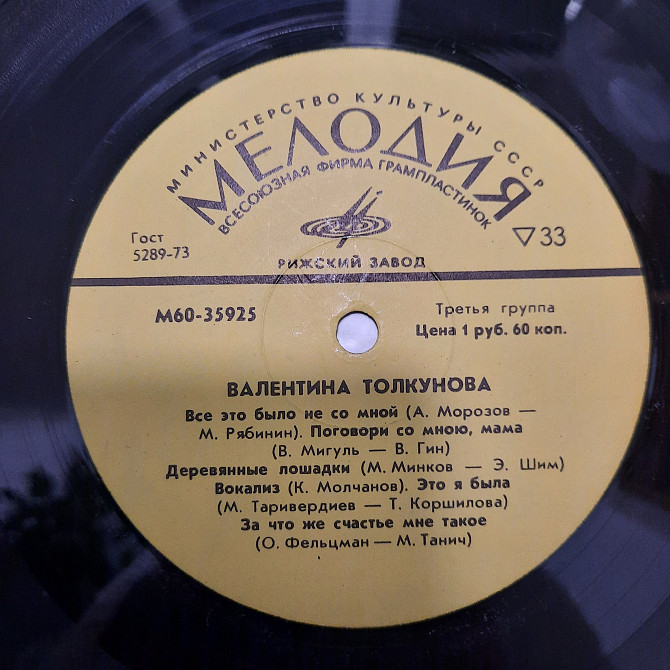 МИНИСТЕРСТВО КУЛЬТУРЫ СССР
МЕЛОДИЯ
ВСЕСОЮЗНАЯ ФИРМА ГРАМПЛАСТИНОК
Гост
5289-73
▽33
РИЖСКИЙ ЗАВОД
М60-35925
Третья группа
Цена 1 руб. 60 коп.
ВАЛЕНТИНА ТОЛКУНОВА
Все это было не со мной (А. Морозов —
М. Рябинин). Поговори со мною, мама
(В. Мигуль — В. Гин)
Деревянные лошадки (М. Минков — Э. Шим)
Вокализ (К. Молчанов). Это я была
(М. Таривердиев — Т. Коршилова)
За что же счастье мне такое
(О. Фельцман — М. Танич)